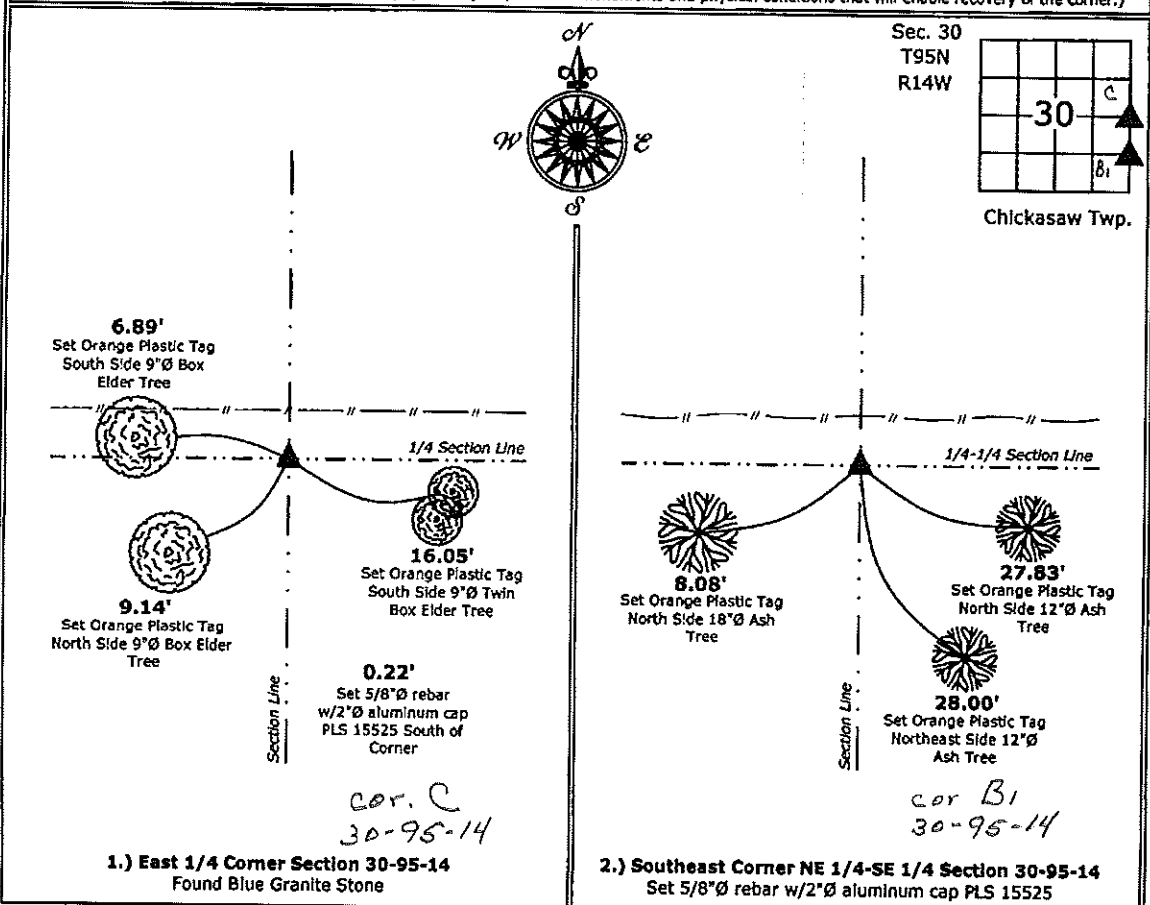 physical conditions that will enable recovery of the corner.)
N
W
E
S
Sec. 30
T95N
R14W
30
C
B1
Chickasaw Twp.
6.89'
Set Orange Plastic Tag
South Side 9"Ø Box
Elder Tree
1/4 Section Line
9.14'
Set Orange Plastic Tag
North Side 9"Ø Box Elder
Tree
16.05'
Set Orange Plastic Tag
South Side 9"Ø Twin
Box Elder Tree
0.22'
Set 5/8"Ø rebar
w/2"Ø aluminum cap
PLS 15525 South of
Corner
Section Line
cor. C
30-95-14
1.) East 1/4 Corner Section 30-95-14
Found Blue Granite Stone
1/4-1/4 Section Line
8.08'
Set Orange Plastic Tag
North Side 18"Ø Ash
Tree
27.83'
Set Orange Plastic Tag
North Side 12"Ø Ash
Tree
28.00'
Set Orange Plastic Tag
Northeast Side 12"Ø
Ash Tree
Section Line
cor B1
30-95-14
2.) Southeast Corner NE 1/4-SE 1/4 Section 30-95-14
Set 5/8"Ø rebar w/2"Ø aluminum cap PLS 15525